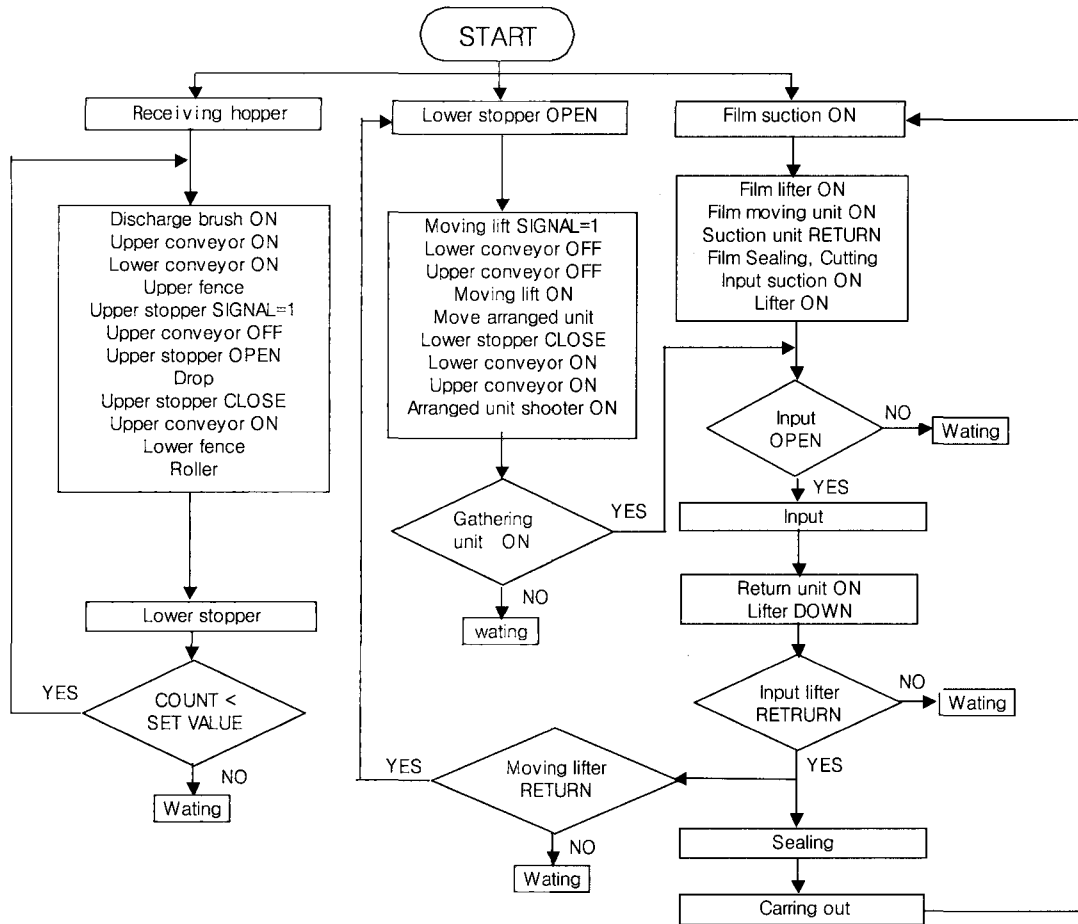 START
Receiving hopper
Discharge brush ON
Upper conveyor ON
Lower conveyor ON
Upper fence
Upper stopper SIGNAL=1
Upper conveyor OFF
Upper stopper OPEN
Drop
Upper stopper CLOSE
Upper conveyor ON
Lower fence
Roller
Lower stopper
COUNT <
SET VALUE
YES
NO
Wating
Lower stopper OPEN
Moving lift SIGNAL=1
Lower conveyor OFF
Upper conveyor OFF
Moving lift ON
Move arranged unit
Lower stopper CLOSE
Lower conveyor ON
Upper conveyor ON
Arranged unit shooter ON
Gathering
unit ON
YES
NO
wating
Moving lifter
RETURN
YES
NO
Wating
Film suction ON
Film lifter ON
Film moving unit ON
Suction unit RETURN
Film Sealing, Cutting
Input suction ON
Lifter ON
Input
OPEN
NO
Wating
YES
Input
Return unit ON
Lifter DOWN
Input lifter
RETRURN
NO
Wating
YES
Sealing
Carring out